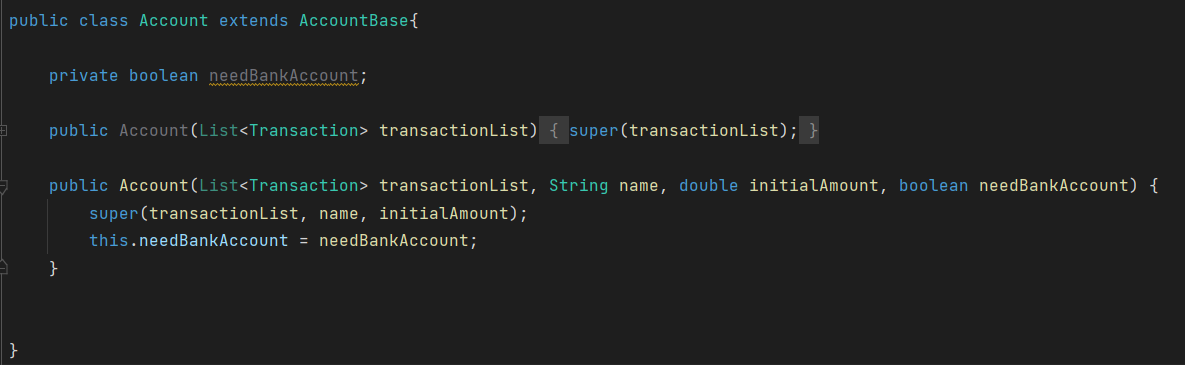 public class Account extends AccountBase{
private boolean needBankAccount;
public Account(List<Transaction> transactionList) { super(transactionList); }
public Account(List<Transaction> transactionList, String name, double initialAmount, boolean needBankAccount) {
super(transactionList, name, initialAmount);
this.needBankAccount = needBankAccount;
}
}